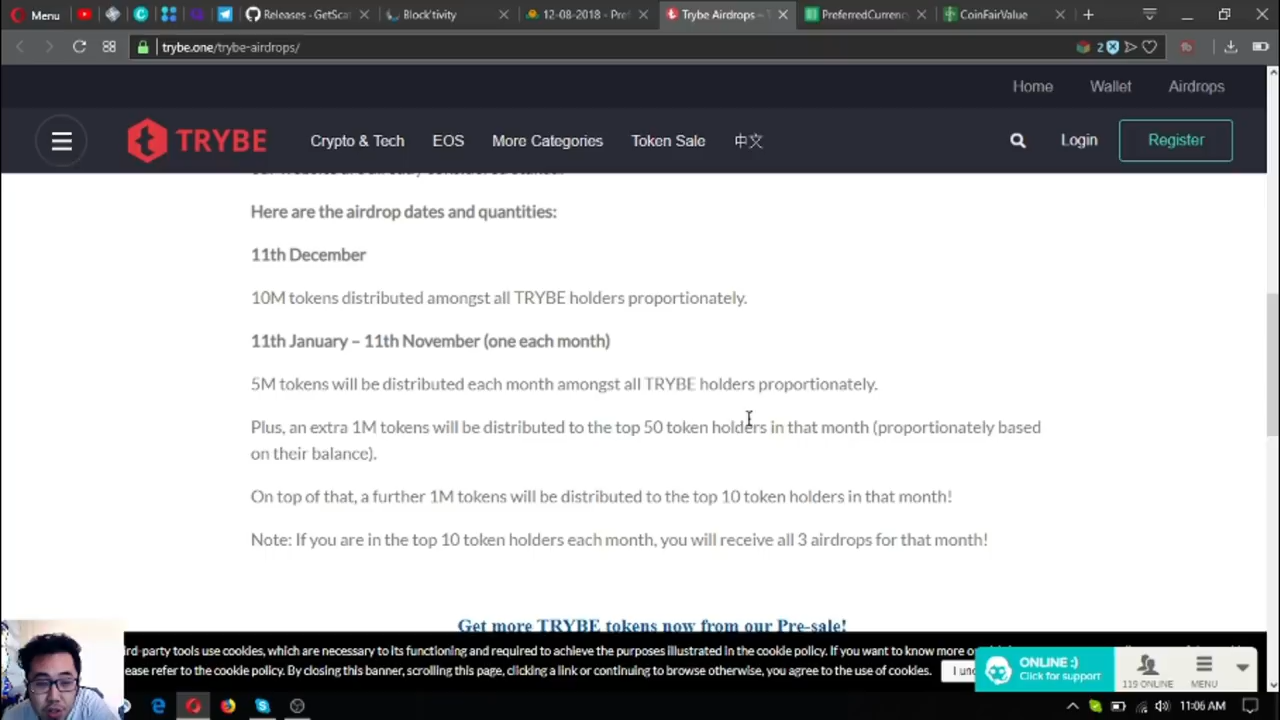 Menu
Releases - GetSca
Block'tivity
12-08-2018 - Pre
Trybe Airdrops –
PreferredCurrenc
CoinFairValue
trybe.one/trybe-airdrops/
2
Home Wallet Airdrops
TRYBE
Crypto & Tech EOS More Categories Token Sale 中文
Login Register
Here are the airdrop dates and quantities:
11th December
10M tokens distributed amongst all TRYBE holders proportionately.
11th January – 11th November (one each month)
5M tokens will be distributed each month amongst all TRYBE holders proportionately.
Plus, an extra 1M tokens will be distributed to the top 50 token holders in that month (proportionately based
on their balance).
On top of that, a further 1M tokens will be distributed to the top 10 token holders in that month!
Note: If you are in the top 10 token holders each month, you will receive all 3 airdrops for that month!
Get more TRYBE tokens now from our Pre-sale!
ird-party tools use cookies, which are necessary to its functioning and required to achieve the purposes illustrated in the cookie policy. If you want to know more o
ease refer to the cookie policy. By closing this banner, scrolling this page, clicking a link or continuing to browse otherwise, you agree to the use of cookies.
I un
ONLINE :)
Click for support
119 ONLINE
MENU
11:06 AM